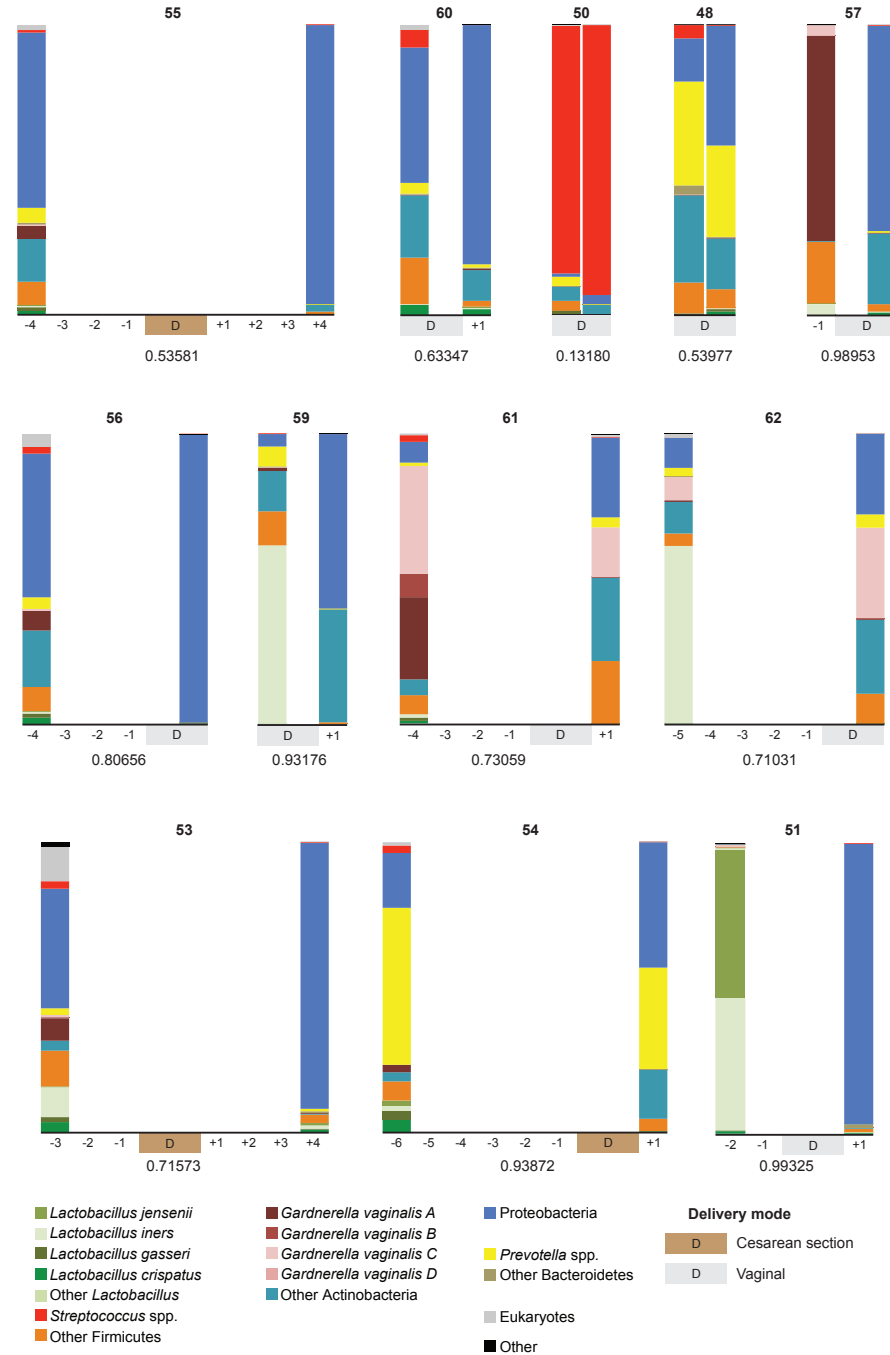 55 60 50 48 57
-4 -3 -2 -1 D +1 +2 +3 +4 D +1 D D -1 D
0.53581 0.63347 0.13180 0.53977 0.98953
56 59 61 62
-4 -3 -2 -1 D D +1 -4 -3 -2 -1 D +1 -5 -4 -3 -2 -1 D
0.80656 0.93176 0.73059 0.71031
53 54 51
-3 -2 -1 D +1 +2 +3 +4 -6 -5 -4 -3 -2 -1 D +1 -2 -1 D +1
0.71573 0.93872 0.99325
Lactobacillus jensenii
Lactobacillus iners
Lactobacillus gasseri
Lactobacillus crispatus
Other Lactobacillus
Streptococcus spp.
Other Firmicutes
Gardnerella vaginalis A
Gardnerella vaginalis B
Gardnerella vaginalis C
Gardnerella vaginalis D
Other Actinobacteria
Proteobacteria
Prevotella spp.
Other Bacteroidetes
Eukaryotes
Other
Delivery mode
D Cesarean section
D Vaginal